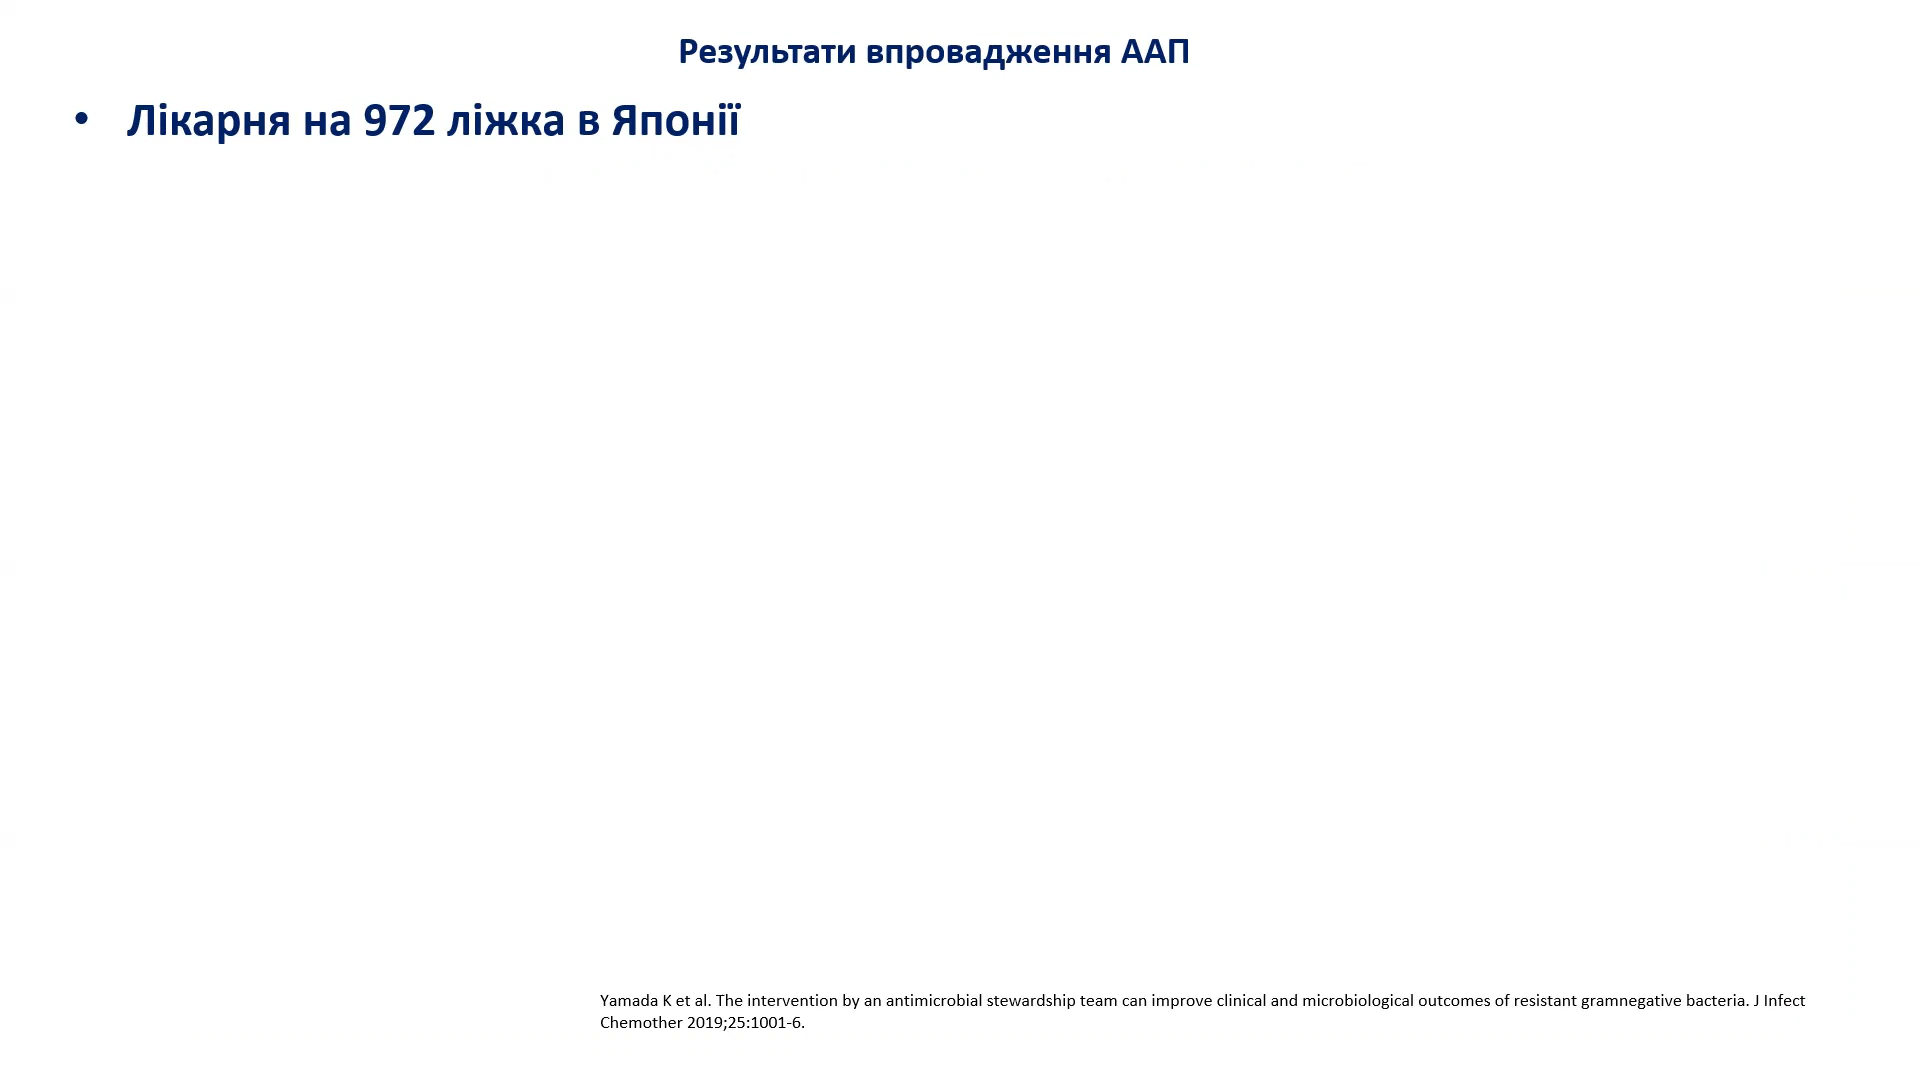 Результати впровадження ААП
• Лікарня на 972 ліжка в Японії
Yamada K et al. The intervention by an antimicrobial stewardship team can improve clinical and microbiological outcomes of resistant gramnegative bacteria. J Infect
Chemother 2019;25:1001-6.